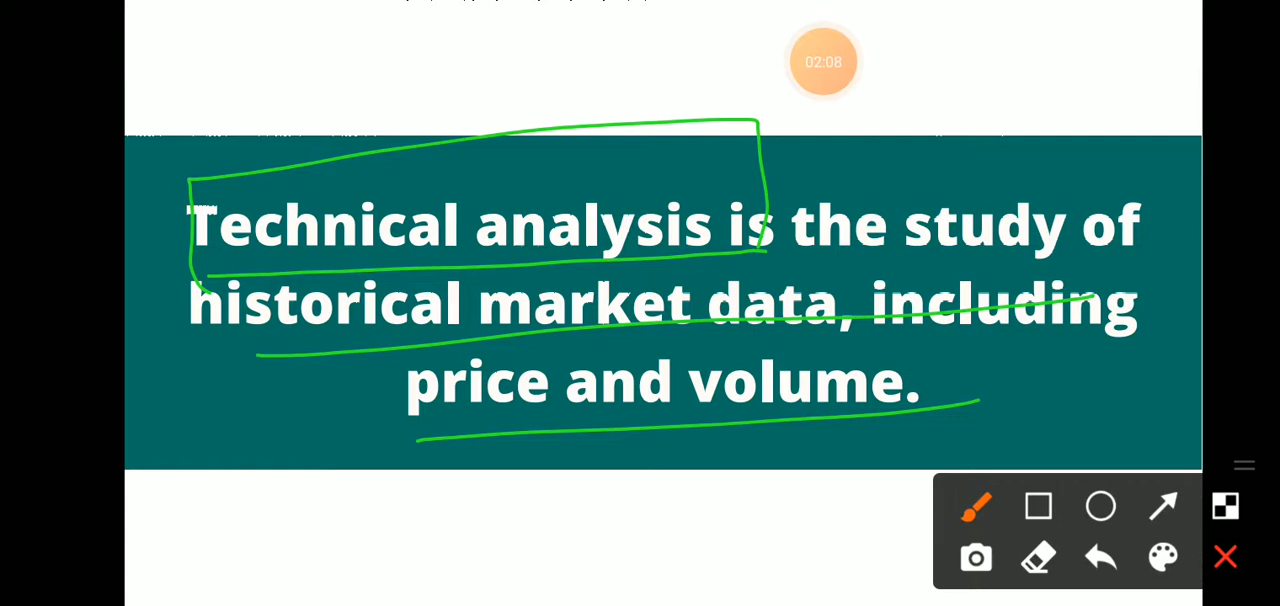 02:08
Technical analysis is the study of
historical market data, including
price and volume.